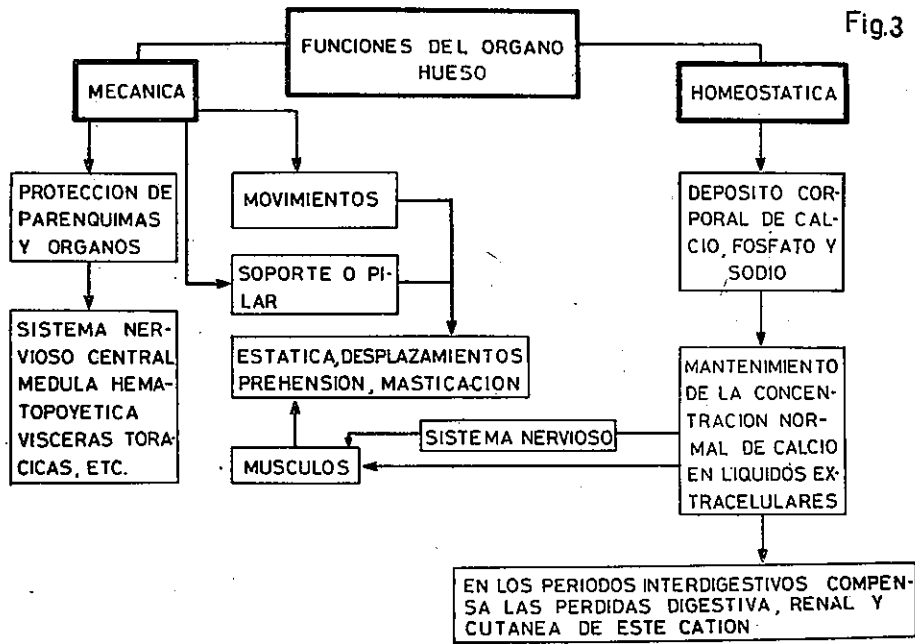 Fig.3
FUNCIONES DEL ORGANO
HUESO
MECANICA
HOMEOSTATICA
PROTECCION DE
PARENQUIMAS
Y ORGANOS
MOVIMIENTOS
SOPORTE O PI-
LAR
DEPOSITO COR-
PORAL DE CAL-
CIO, FOSFATO Y
SODIO
SISTEMA NER-
VIOSO CENTRAL
MEDULA HEMA-
TOPOYETICA
VISCERAS TORA-
CICAS, ETC.
ESTATICA, DESPLAZAMIENTOS
PREHENSION, MASTICACION
MANTENIMIENTO
DE LA CONCEN-
TRACION NOR-
MAL DE CALCIO
EN LIQUIDOS EX-
TRACELULARES
SISTEMA NERVIOSO
MUSCULOS
EN LOS PERIODOS INTERDIGESTIVOS COMPEN-
SA LAS PERDIDAS DIGESTIVA, RENAL Y
CUTANEA DE ESTE CATION